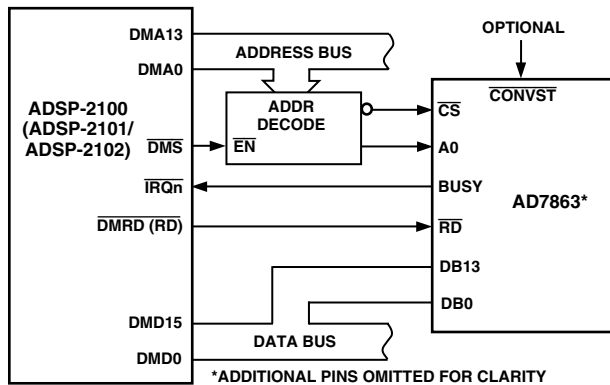 DMA13
ADDRESS BUS
DMA0
OPTIONAL
ADSP-2100
(ADSP-2101/
ADSP-2102)
ADDR
DECODE
CONVST
CS
DMS
EN
A0
IRQn
BUSY
AD7863*
DMRD (RD)
RD
DB13
DB0
DMD15
DATA BUS
DMD0
*ADDITIONAL PINS OMITTED FOR CLARITY